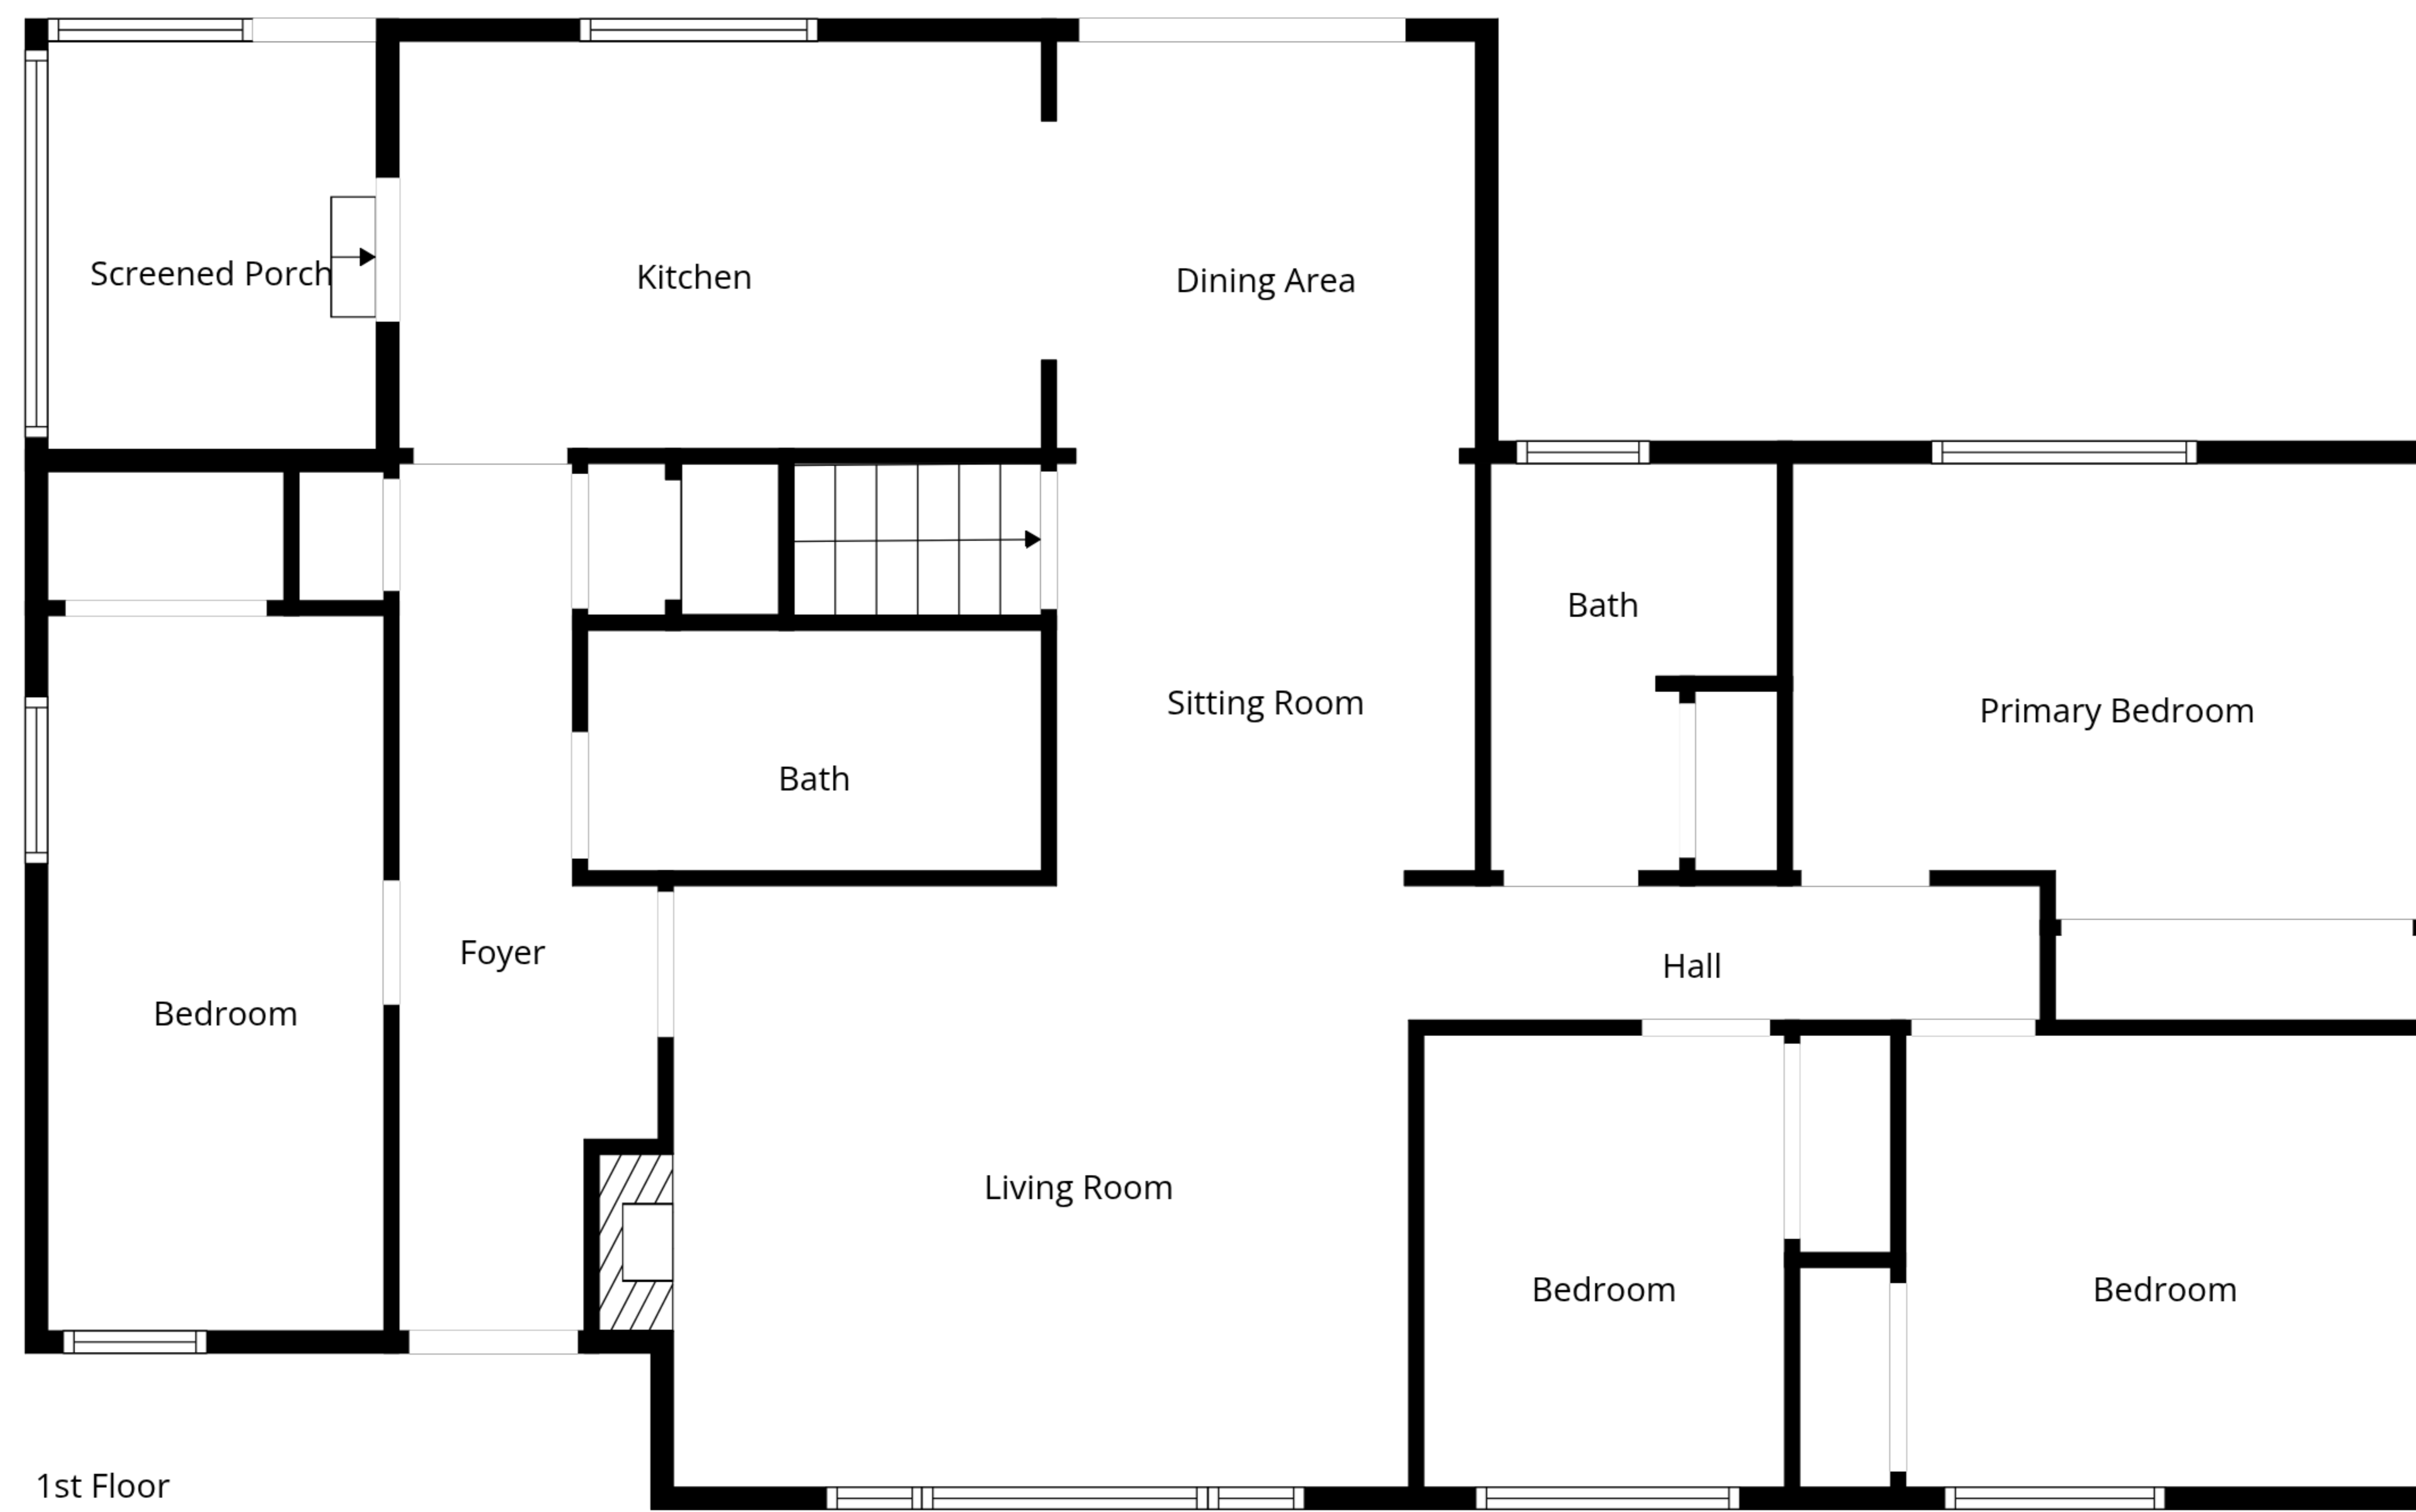 Screened Porch
Kitchen
Dining Area
Bath
Sitting Room
Primary Bedroom
Bath
Foyer
Hall
Bedroom
Living Room
Bedroom
Bedroom
1st Floor